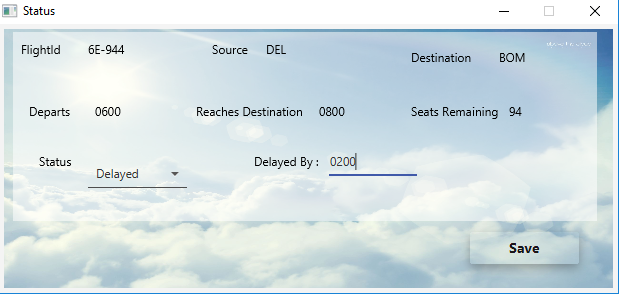 Status
FlightId 6E-944 Source DEL Destination BOM
Departs 0600 Reaches Destination 0800 Seats Remaining 94
Status Delayed Delayed By : 0200
Save